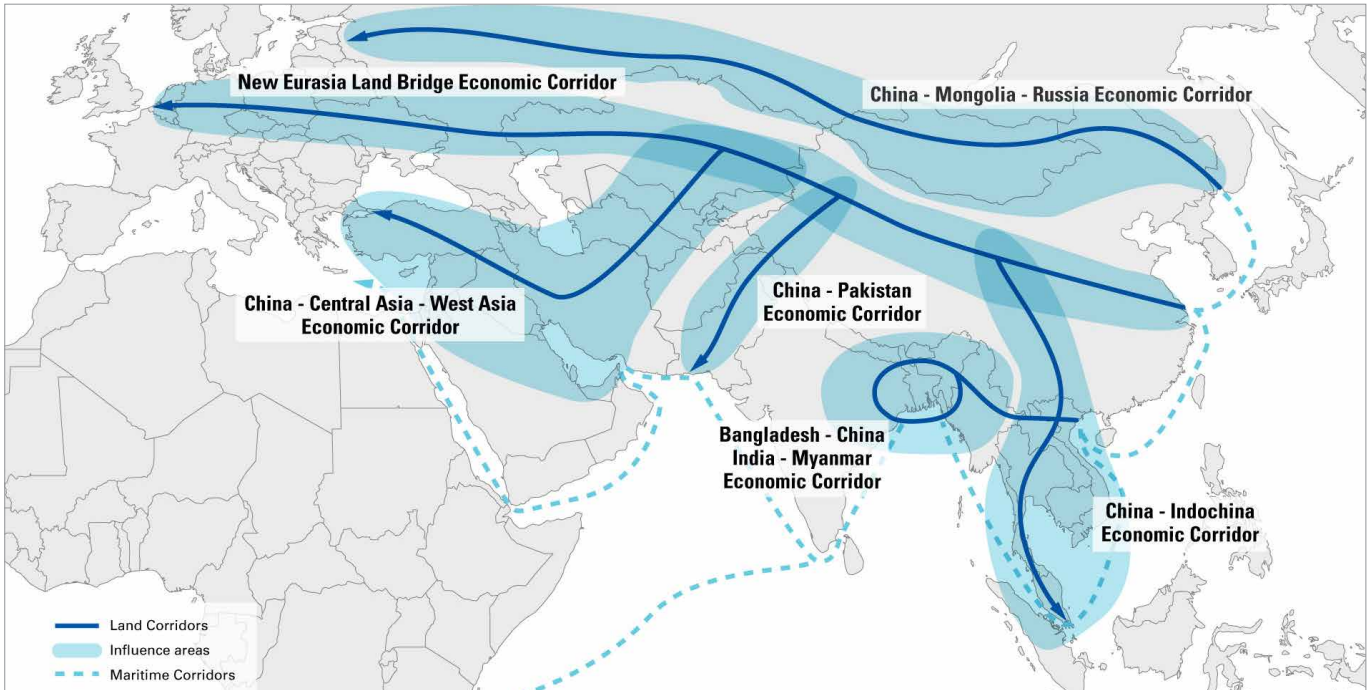 New Eurasia Land Bridge Economic Corridor
China - Mongolia - Russia Economic Corridor
China - Central Asia - West Asia
Economic Corridor
China - Pakistan
Economic Corridor
Bangladesh - China
India - Myanmar
Economic Corridor
China - Indochina
Economic Corridor
Land Corridors
Influence areas
Maritime Corridors